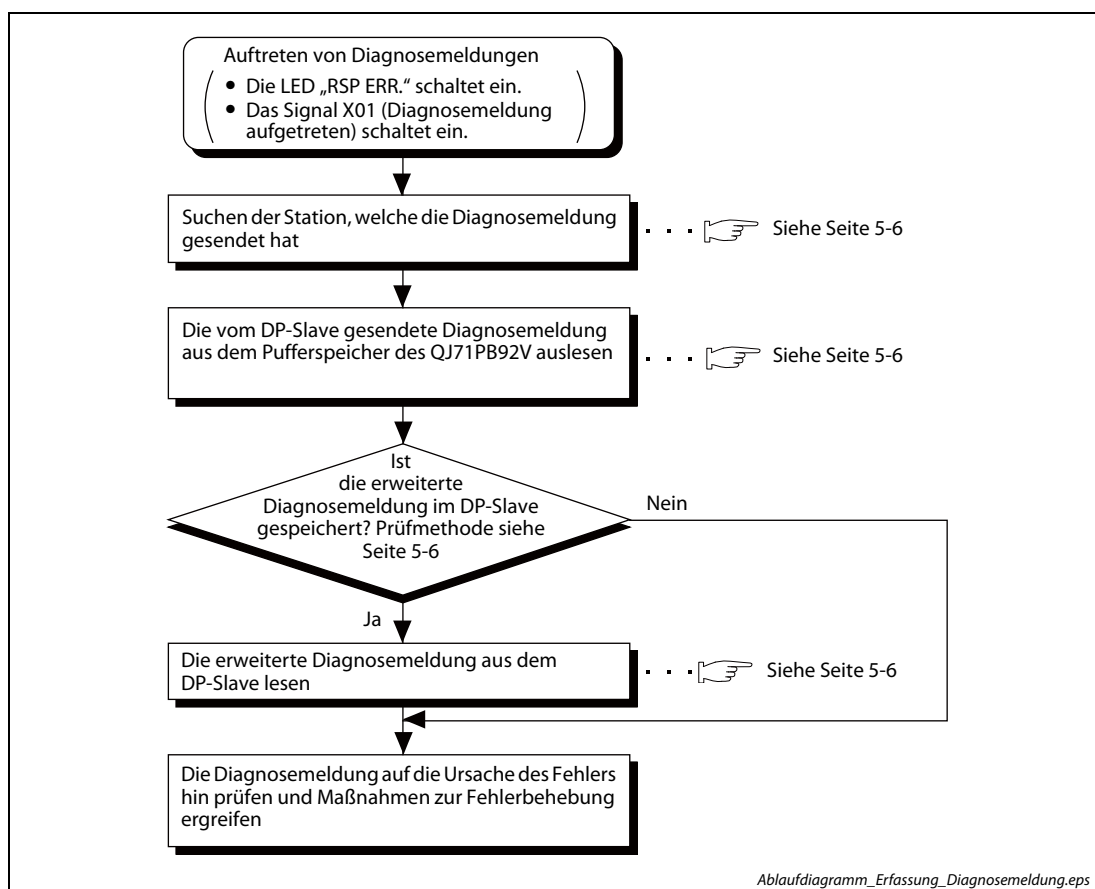 Auftreten von Diagnosemeldungen
• Die LED „RSP ERR.“ schaltet ein.
• Das Signal X01 (Diagnosemeldung
aufgetreten) schaltet ein.
Suchen der Station, welche die Diagnosemeldung
gesendet hat
Siehe Seite 5-6
Die vom DP-Slave gesendete Diagnosemeldung
aus dem Pufferspeicher des QJ71PB92V auslesen
Siehe Seite 5-6
Ist
die erweiterte
Diagnosemeldung im DP-Slave
gespeichert? Prüfmethode siehe
Seite 5-6
Nein
Ja
Die erweiterte Diagnosemeldung aus dem
DP-Slave lesen
Siehe Seite 5-6
Die Diagnosemeldung auf die Ursache des Fehlers
hin prüfen und Maßnahmen zur Fehlerbehebung
ergreifen
Ablaufdiagramm_Erfassung_Diagnosemeldung.eps